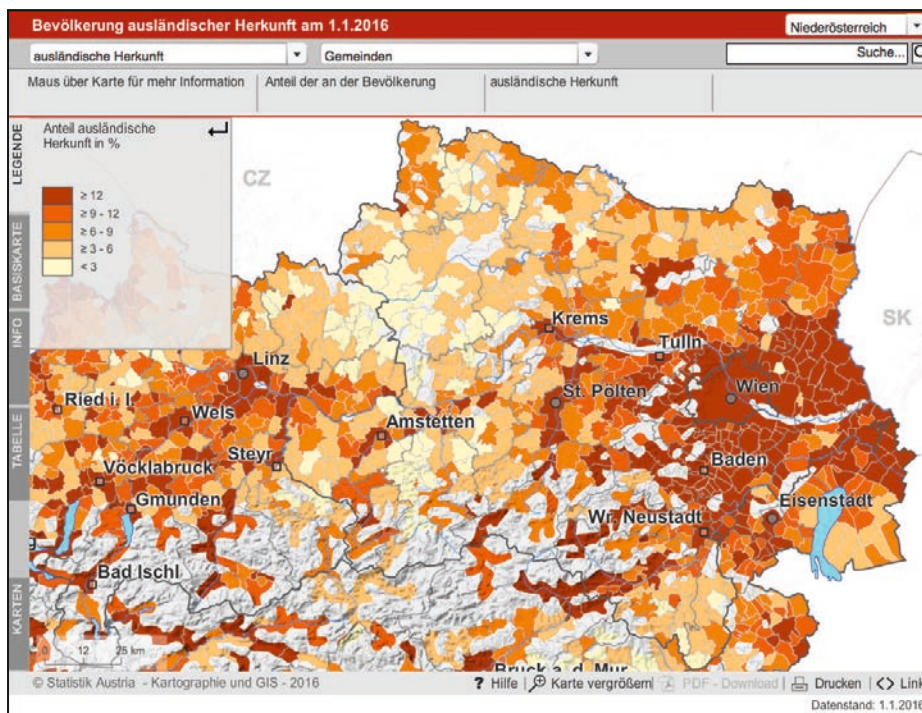 Bevölkerung ausländischer Herkunft am 1.1.2016
Niederösterreich
ausländische Herkunft
Gemeinden
Suche...
Maus über Karte für mehr Information
Anteil der an der Bevölkerung
ausländische Herkunft
LEGENDE
BASISKARTE
INFO
TABELLE
KARTEN
Anteil ausländische
Herkunft in %
≥ 12
≥ 9 - 12
≥ 6 - 9
≥ 3 - 6
< 3
CZ
SK
Krems
Tulln
Linz
Wien
St. Pölten
Ried i. I.
Wels
Amstetten
Steyr
Baden
Vöcklabruck
Gmunden
Eisenstadt
Wr. Neustadt
Bad Ischl
Bruck a. d. Mur
0 12 25 km
© Statistik Austria - Kartographie und GIS - 2016
? Hilfe | Karte vergrößern | PDF - Download | Drucken | <> Link
Datenstand: 1.1.2016